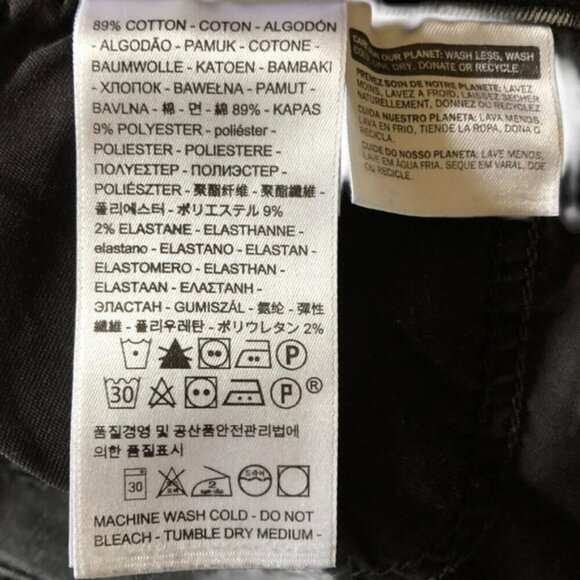 89% COTTON - COTON - ALGODÓN
- ALGODÃO - PAMUK - COTONE -
BAUMWOLLE - KATOEN - BAMBAKI
- ХЛОПОК - BAWEŁNA - PAMUT -
BAVLNA - 棉 - 면 - 綿 89% - KAPAS
9% POLYESTER - poliéster -
POLIESTER - POLIESTERE -
ΠΟΛΥΕΣΤΕΡ - ПОЛИЭСТЕР -
POLIÉSZTER - 聚酯纤维 - 聚酯纖維 -
폴리에스터 - ポリエステル 9%
2% ELASTANE - ELASTHANNE -
elastano - ELASTANO - ELASTAN -
ELASTOMERO - ELASTHAN -
ELASTAAN - ΕΛΑΣΤΑΝΗ -
ЭЛАСТАН - GUMISZÁL - 氨纶 - 彈性
纖維 - 폴리우레탄 - ポリウレタン 2%
P
30 P ®
품질경영 및 공산품안전관리법에
의한 품질표시
30 2 드라이
MACHINE WASH COLD - DO NOT
BLEACH - TUMBLE DRY MEDIUM -
OUR PLANET: WASH LESS, WASH
DRY, DONATE OR RECYCLE
PRENEZ SOIN DE NOTRE PLANETE: LAVEZ
MOINS, LAVEZ A FROID, LAISSEZ SECHER
NATURELLEMENT, DONNEZ OU RECYCLEZ
CUIDA NUESTRO PLANETA: LAVA MENOS,
LAVA EN FRIO, TIENDE LA ROPA, DONA O
RECICLA.
CUIDE DO NOSSO PLANETA: LAVE MENOS,
LAVE EM ÁGUA FRIA, SEQUE EM VARAL, DOE
OU RECICLE.